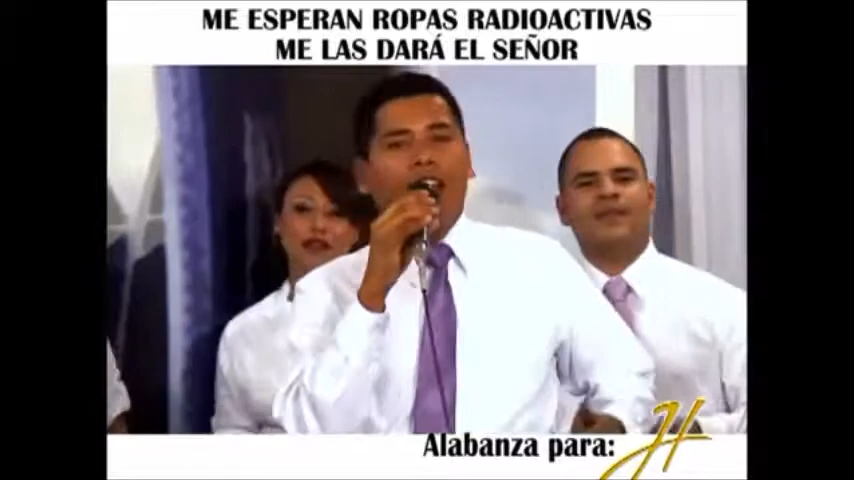 ME ESPERAN ROPAS RADIOACTIVAS
ME LAS DARÁ EL SEÑOR
Alabanza para: H